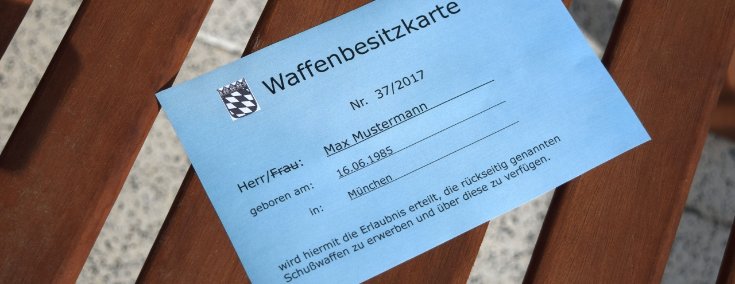 Waffenbesitzkarte
Nr. 37/2017
Herr/Frau: Max Mustermann
geboren am: 16.06.1985
in: München
wird hiermit die Erlaubnis erteilt, die rückseitig genannten
Schußwaffen zu erwerben und über diese zu verfügen.